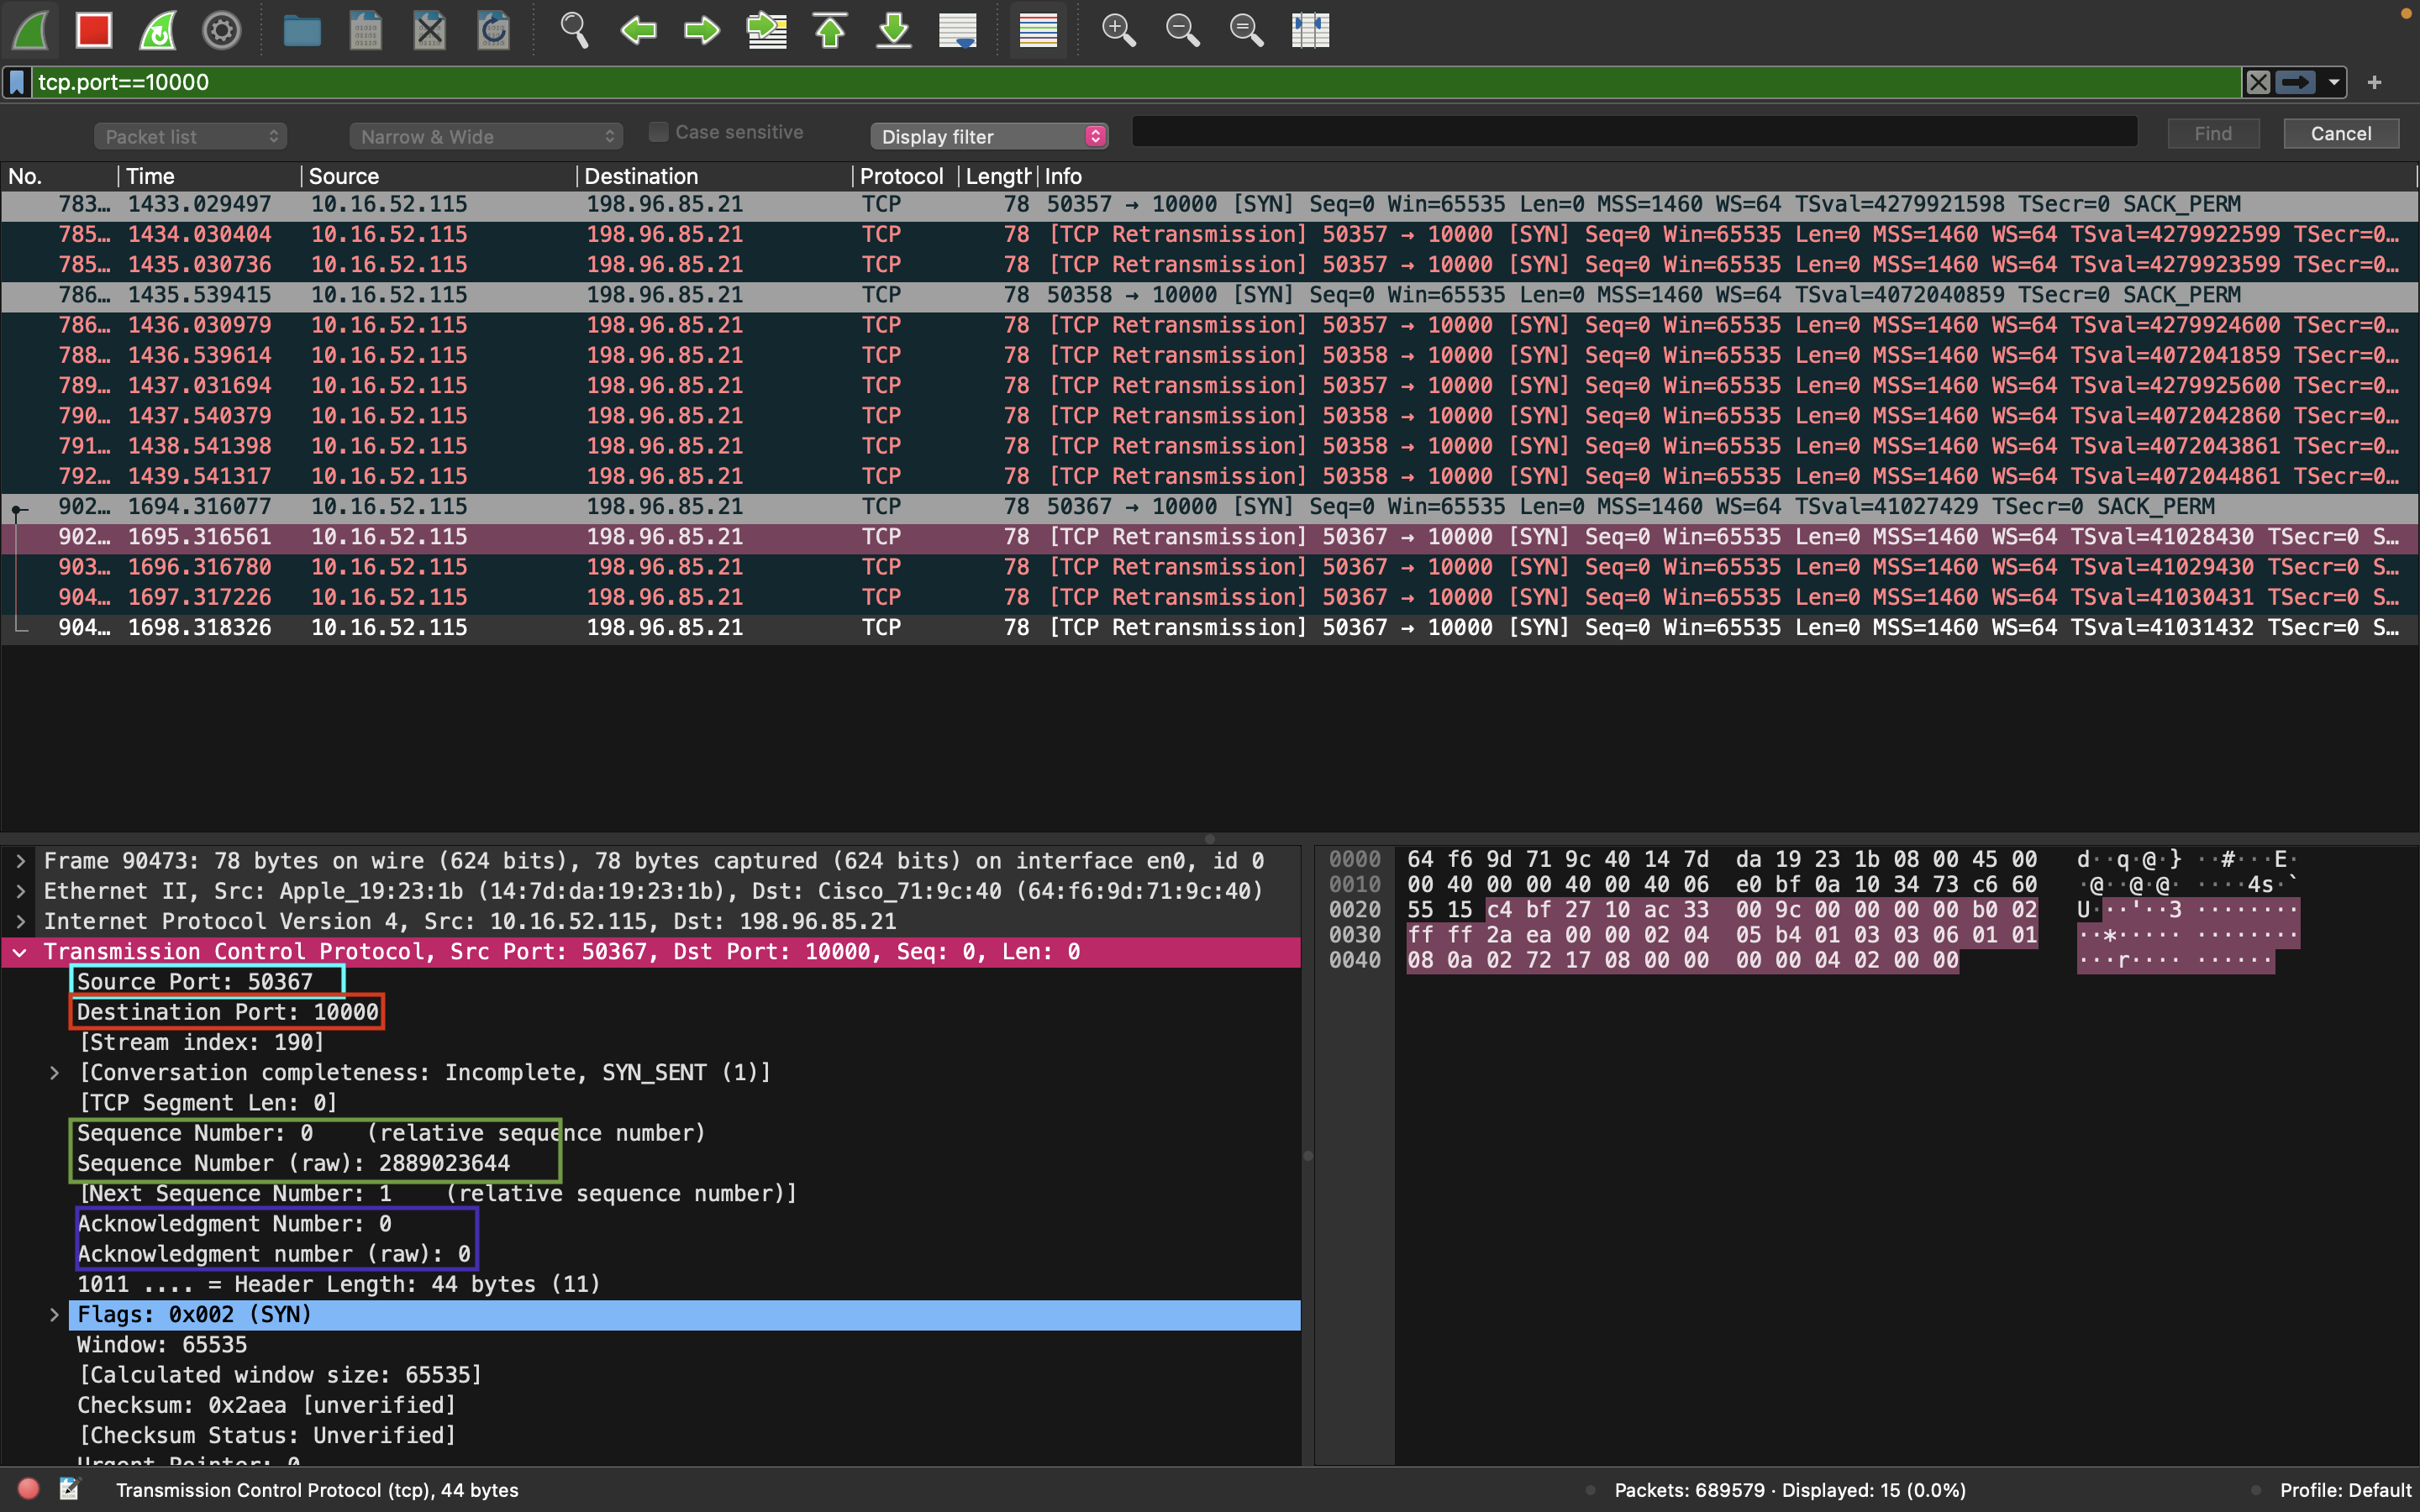 tcp.port==10000
Packet list Narrow & Wide Case sensitive Display filter Find Cancel
No. Time Source Destination Protocol Length Info
783… 1433.029497 10.16.52.115 198.96.85.21 TCP 78 50357 → 10000 [SYN] Seq=0 Win=65535 Len=0 MSS=1460 WS=64 TSval=4279921598 TSecr=0 SACK_PERM
785… 1434.030404 10.16.52.115 198.96.85.21 TCP 78 [TCP Retransmission] 50357 → 10000 [SYN] Seq=0 Win=65535 Len=0 MSS=1460 WS=64 TSval=4279922599 TSecr=0…
785… 1435.030736 10.16.52.115 198.96.85.21 TCP 78 [TCP Retransmission] 50357 → 10000 [SYN] Seq=0 Win=65535 Len=0 MSS=1460 WS=64 TSval=4279923599 TSecr=0…
786… 1435.539415 10.16.52.115 198.96.85.21 TCP 78 50358 → 10000 [SYN] Seq=0 Win=65535 Len=0 MSS=1460 WS=64 TSval=4072040859 TSecr=0 SACK_PERM
786… 1436.030979 10.16.52.115 198.96.85.21 TCP 78 [TCP Retransmission] 50357 → 10000 [SYN] Seq=0 Win=65535 Len=0 MSS=1460 WS=64 TSval=4279924600 TSecr=0…
788… 1436.539614 10.16.52.115 198.96.85.21 TCP 78 [TCP Retransmission] 50358 → 10000 [SYN] Seq=0 Win=65535 Len=0 MSS=1460 WS=64 TSval=4072041859 TSecr=0…
789… 1437.031694 10.16.52.115 198.96.85.21 TCP 78 [TCP Retransmission] 50357 → 10000 [SYN] Seq=0 Win=65535 Len=0 MSS=1460 WS=64 TSval=4279925600 TSecr=0…
790… 1437.540379 10.16.52.115 198.96.85.21 TCP 78 [TCP Retransmission] 50358 → 10000 [SYN] Seq=0 Win=65535 Len=0 MSS=1460 WS=64 TSval=4072042860 TSecr=0…
791… 1438.541398 10.16.52.115 198.96.85.21 TCP 78 [TCP Retransmission] 50358 → 10000 [SYN] Seq=0 Win=65535 Len=0 MSS=1460 WS=64 TSval=4072043861 TSecr=0…
792… 1439.541317 10.16.52.115 198.96.85.21 TCP 78 [TCP Retransmission] 50358 → 10000 [SYN] Seq=0 Win=65535 Len=0 MSS=1460 WS=64 TSval=4072044861 TSecr=0…
902… 1694.316077 10.16.52.115 198.96.85.21 TCP 78 50367 → 10000 [SYN] Seq=0 Win=65535 Len=0 MSS=1460 WS=64 TSval=41027429 TSecr=0 SACK_PERM
902… 1695.316561 10.16.52.115 198.96.85.21 TCP 78 [TCP Retransmission] 50367 → 10000 [SYN] Seq=0 Win=65535 Len=0 MSS=1460 WS=64 TSval=41028430 TSecr=0 S…
903… 1696.316780 10.16.52.115 198.96.85.21 TCP 78 [TCP Retransmission] 50367 → 10000 [SYN] Seq=0 Win=65535 Len=0 MSS=1460 WS=64 TSval=41029430 TSecr=0 S…
904… 1697.317226 10.16.52.115 198.96.85.21 TCP 78 [TCP Retransmission] 50367 → 10000 [SYN] Seq=0 Win=65535 Len=0 MSS=1460 WS=64 TSval=41030431 TSecr=0 S…
904… 1698.318326 10.16.52.115 198.96.85.21 TCP 78 [TCP Retransmission] 50367 → 10000 [SYN] Seq=0 Win=65535 Len=0 MSS=1460 WS=64 TSval=41031432 TSecr=0 S…
Frame 90473: 78 bytes on wire (624 bits), 78 bytes captured (624 bits) on interface en0, id 0
Ethernet II, Src: Apple_19:23:1b (14:7d:da:19:23:1b), Dst: Cisco_71:9c:40 (64:f6:9d:71:9c:40)
Internet Protocol Version 4, Src: 10.16.52.115, Dst: 198.96.85.21
Transmission Control Protocol, Src Port: 50367, Dst Port: 10000, Seq: 0, Len: 0
Source Port: 50367
Destination Port: 10000
[Stream index: 190]
[Conversation completeness: Incomplete, SYN_SENT (1)]
[TCP Segment Len: 0]
Sequence Number: 0 (relative sequence number)
Sequence Number (raw): 2889023644
[Next Sequence Number: 1 (relative sequence number)]
Acknowledgment Number: 0
Acknowledgment number (raw): 0
1011 .... = Header Length: 44 bytes (11)
Flags: 0x002 (SYN)
Window: 65535
[Calculated window size: 65535]
Checksum: 0x2aea [unverified]
[Checksum Status: Unverified]
Urgent Pointer: 0
0000 64 f6 9d 71 9c 40 14 7d da 19 23 1b 08 00 45 00 d··q·@·} ··#···E·
0010 00 40 00 00 40 00 40 06 e0 bf 0a 10 34 73 c6 60 ·@··@·@· ····4s·`
0020 55 15 c4 bf 27 10 ac 33 00 9c 00 00 00 00 b0 02 U···'··3 ········
0030 ff ff 2a ea 00 00 02 04 05 b4 01 03 03 06 01 01 ··*····· ········
0040 08 0a 02 72 17 08 00 00 00 00 04 02 00 00 ···r···· ······
Transmission Control Protocol (tcp), 44 bytes
Packets: 689579 · Displayed: 15 (0.0%)
Profile: Default